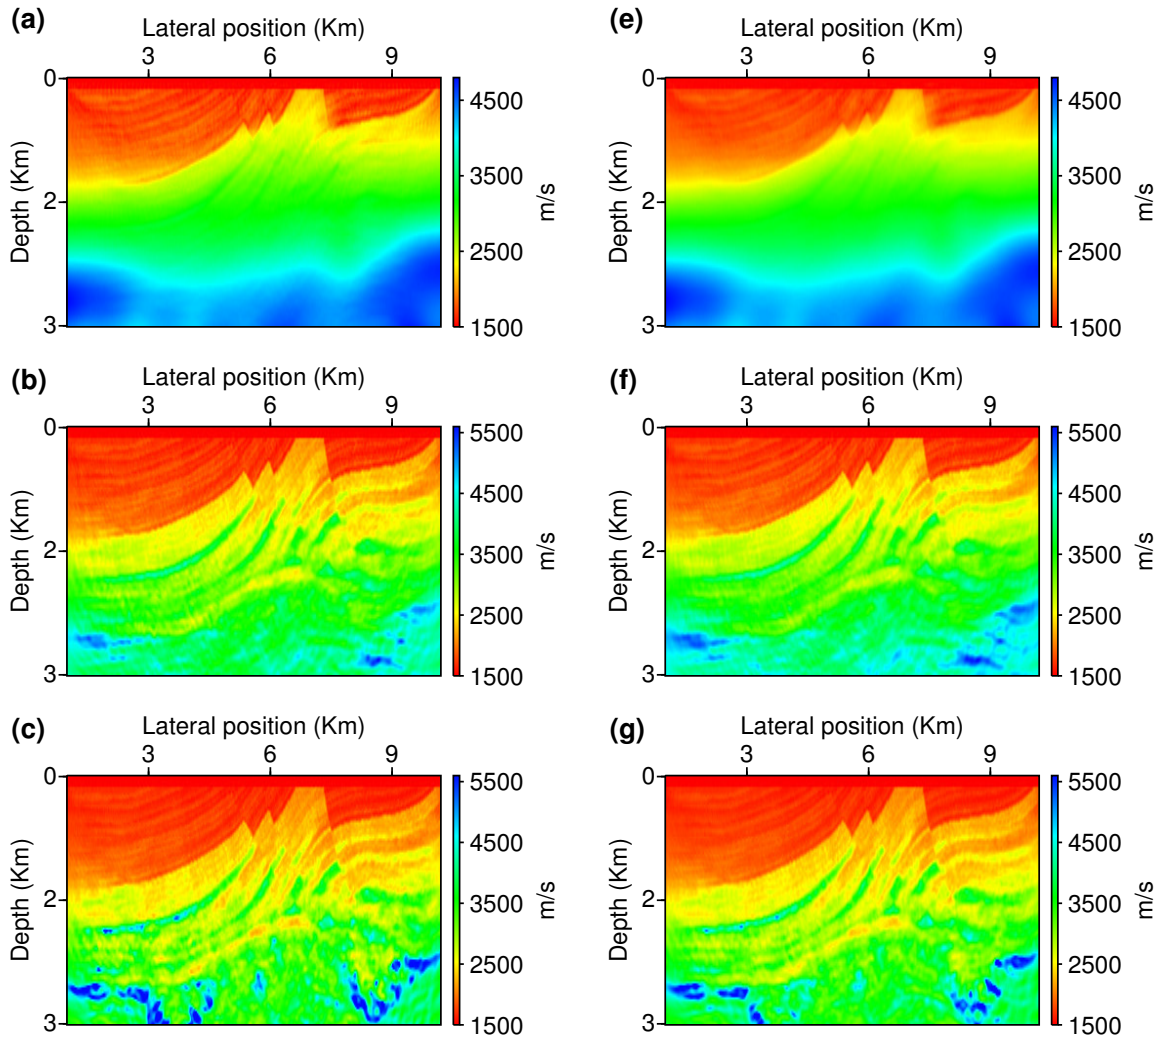 (a)
Lateral position (Km)
3 6 9
0
2
3
Depth (Km)
4500
3500
2500
1500
m/s
(e)
Lateral position (Km)
3 6 9
0
2
3
Depth (Km)
4500
3500
2500
1500
m/s
(b)
Lateral position (Km)
3 6 9
0
2
3
Depth (Km)
5500
4500
3500
2500
1500
m/s
(f)
Lateral position (Km)
3 6 9
0
2
3
Depth (Km)
5500
4500
3500
2500
1500
m/s
(c)
Lateral position (Km)
3 6 9
0
2
3
Depth (Km)
5500
4500
3500
2500
1500
m/s
(g)
Lateral position (Km)
3 6 9
0
2
3
Depth (Km)
5500
4500
3500
2500
1500
m/s